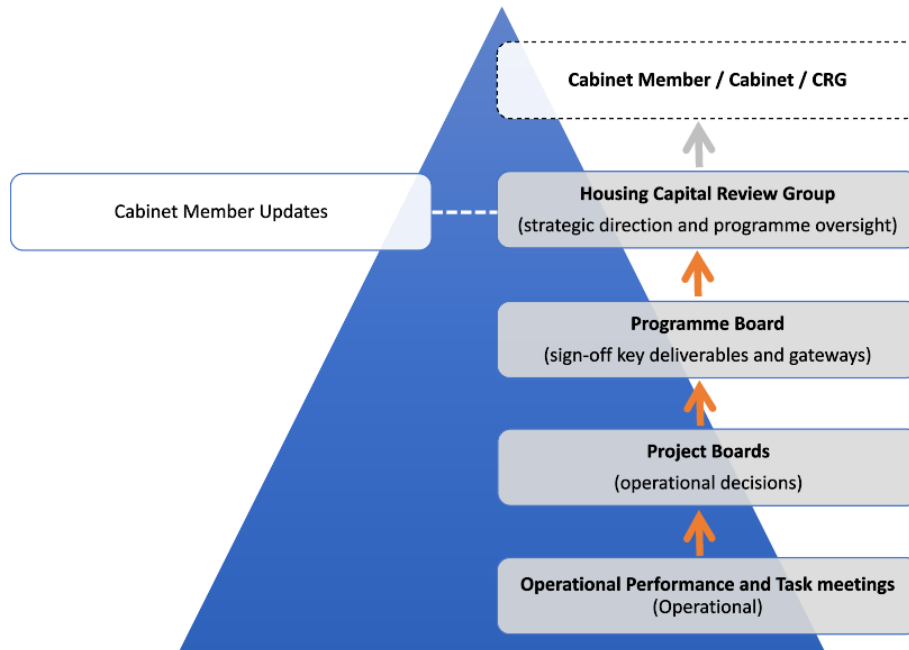 Cabinet Member / Cabinet / CRG
Cabinet Member Updates
Housing Capital Review Group
(strategic direction and programme oversight)
Programme Board
(sign-off key deliverables and gateways)
Project Boards
(operational decisions)
Operational Performance and Task meetings
(Operational)